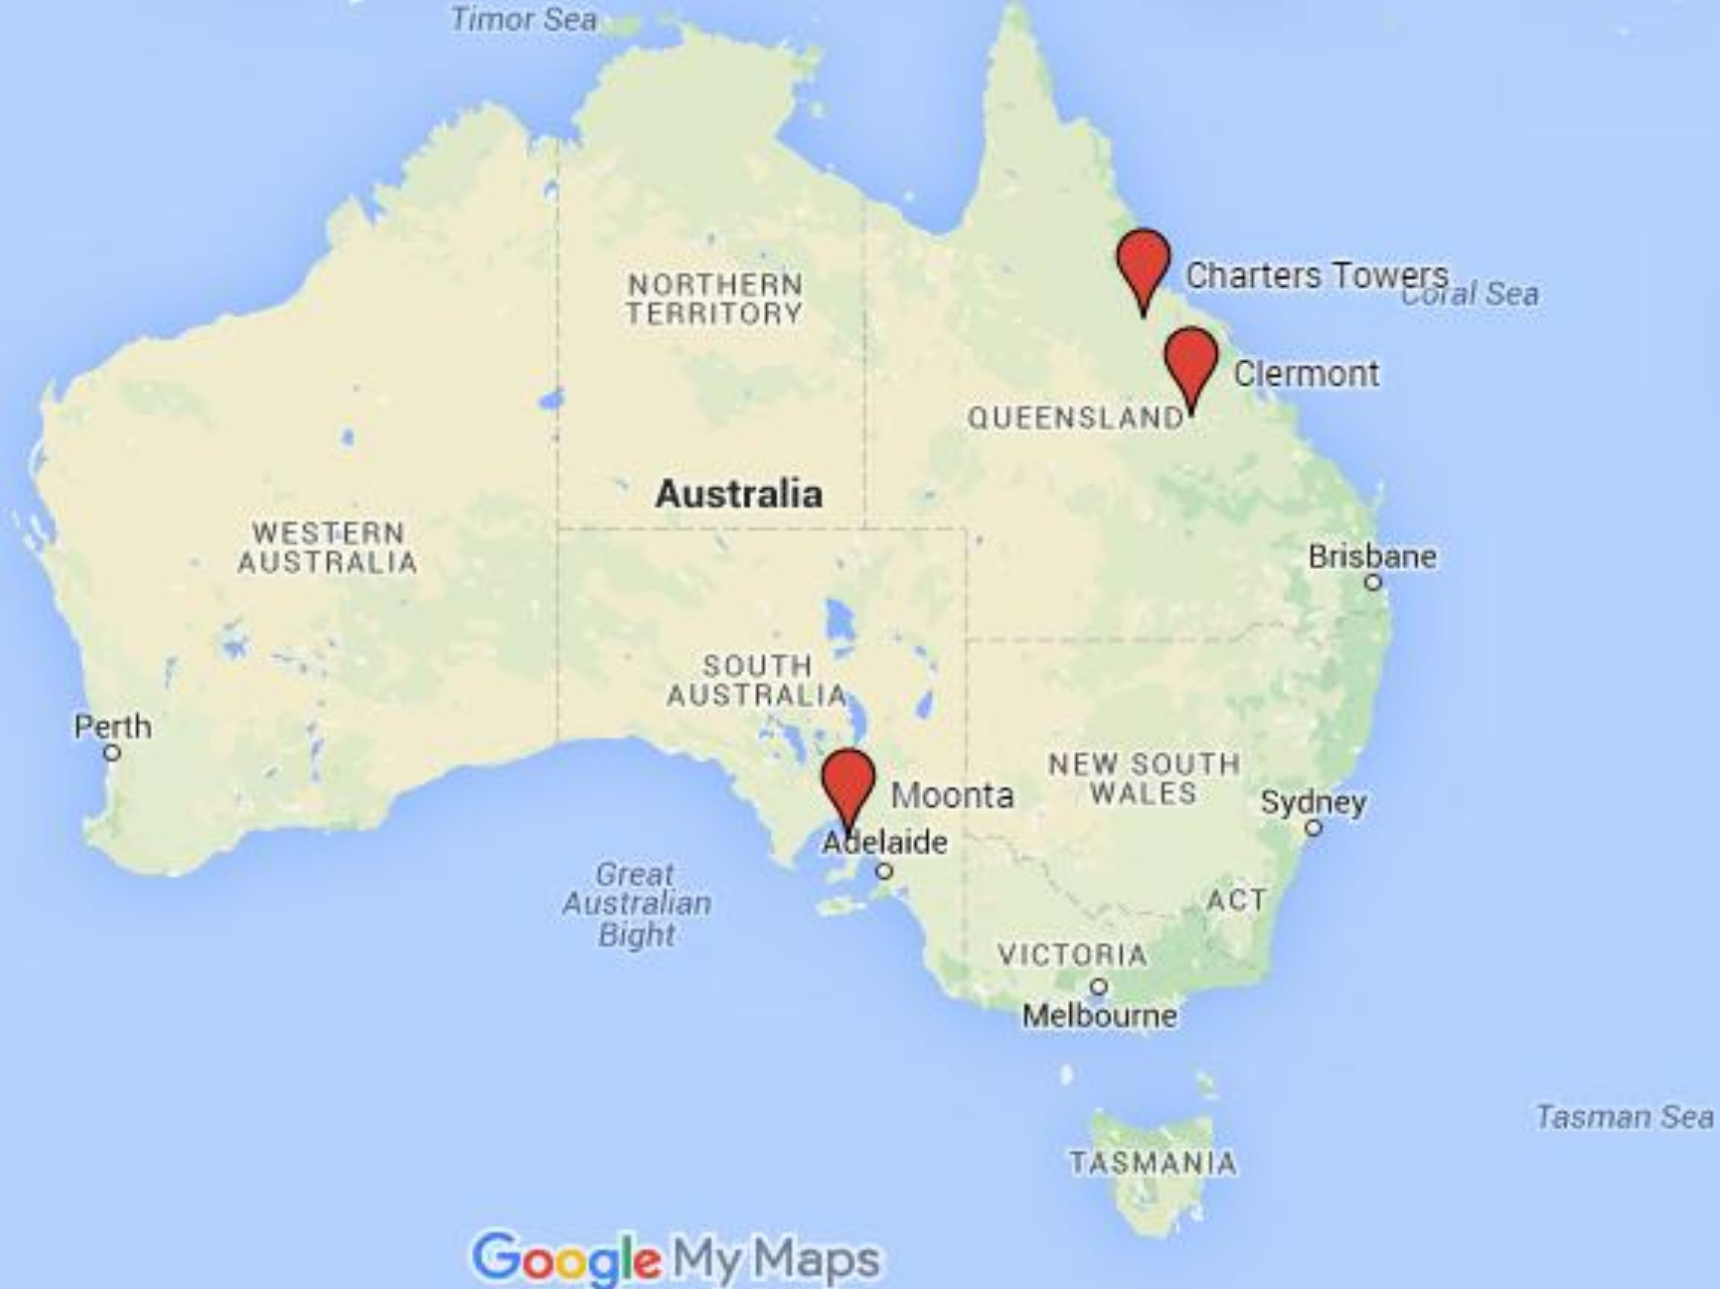 Timor Sea
NORTHERN
TERRITORY
Charters Towers
Coral Sea
Clermont
QUEENSLAND
Australia
WESTERN
AUSTRALIA
Brisbane
SOUTH
AUSTRALIA
Perth
NEW SOUTH
WALES
Moonta
Sydney
Adelaide
Great
Australian
Bight
ACT
VICTORIA
Melbourne
Tasman Sea
TASMANIA
Google My Maps